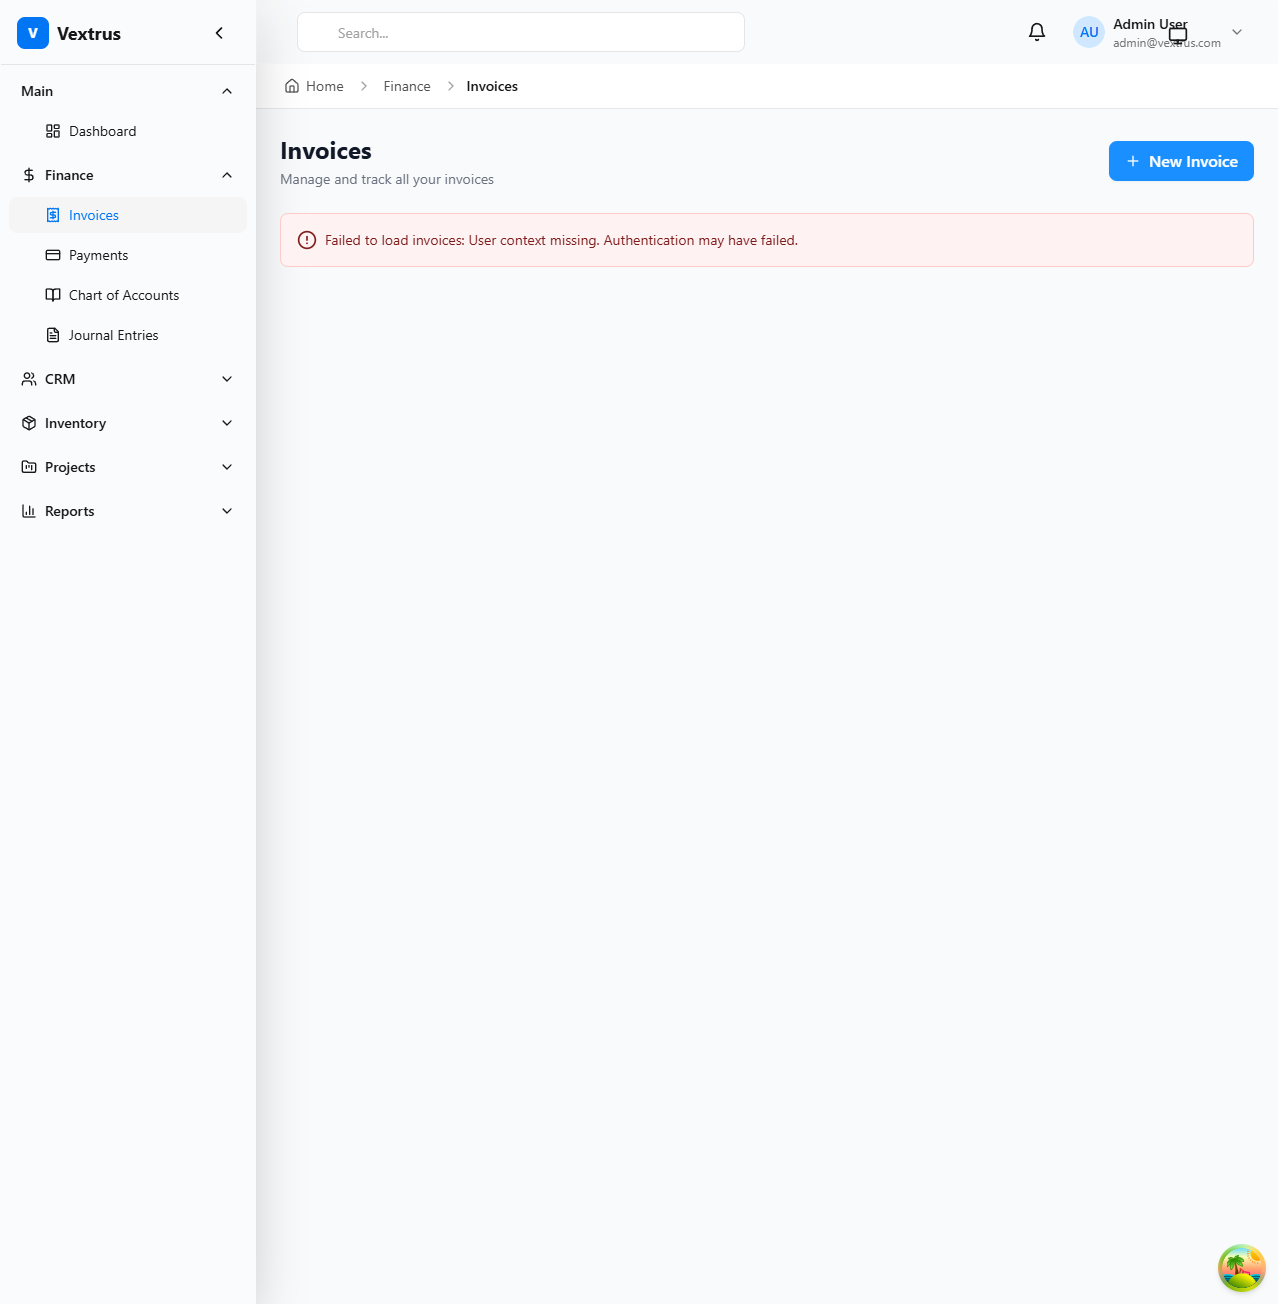 V Vextrus
Search...
AU
Admin User
admin@vextrus.com
Main
Dashboard
Finance
Invoices
Payments
Chart of Accounts
Journal Entries
CRM
Inventory
Projects
Reports
Home > Finance > Invoices
Invoices
Manage and track all your invoices
+ New Invoice
Failed to load invoices: User context missing. Authentication may have failed.